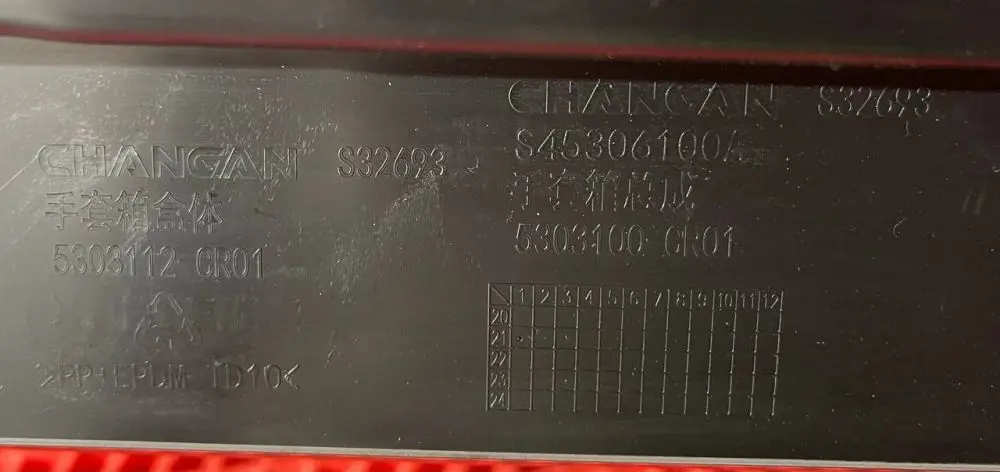 CHANGAN S32693
手套箱盒体
5303112-CR01
CHANGAN S32693
S45306100A
手套箱总成
5303100-CR01
1 2 3 4 5 6 7 8 9 10 11 12
20
21
22
23
24
>PP+EPDM-TD10<